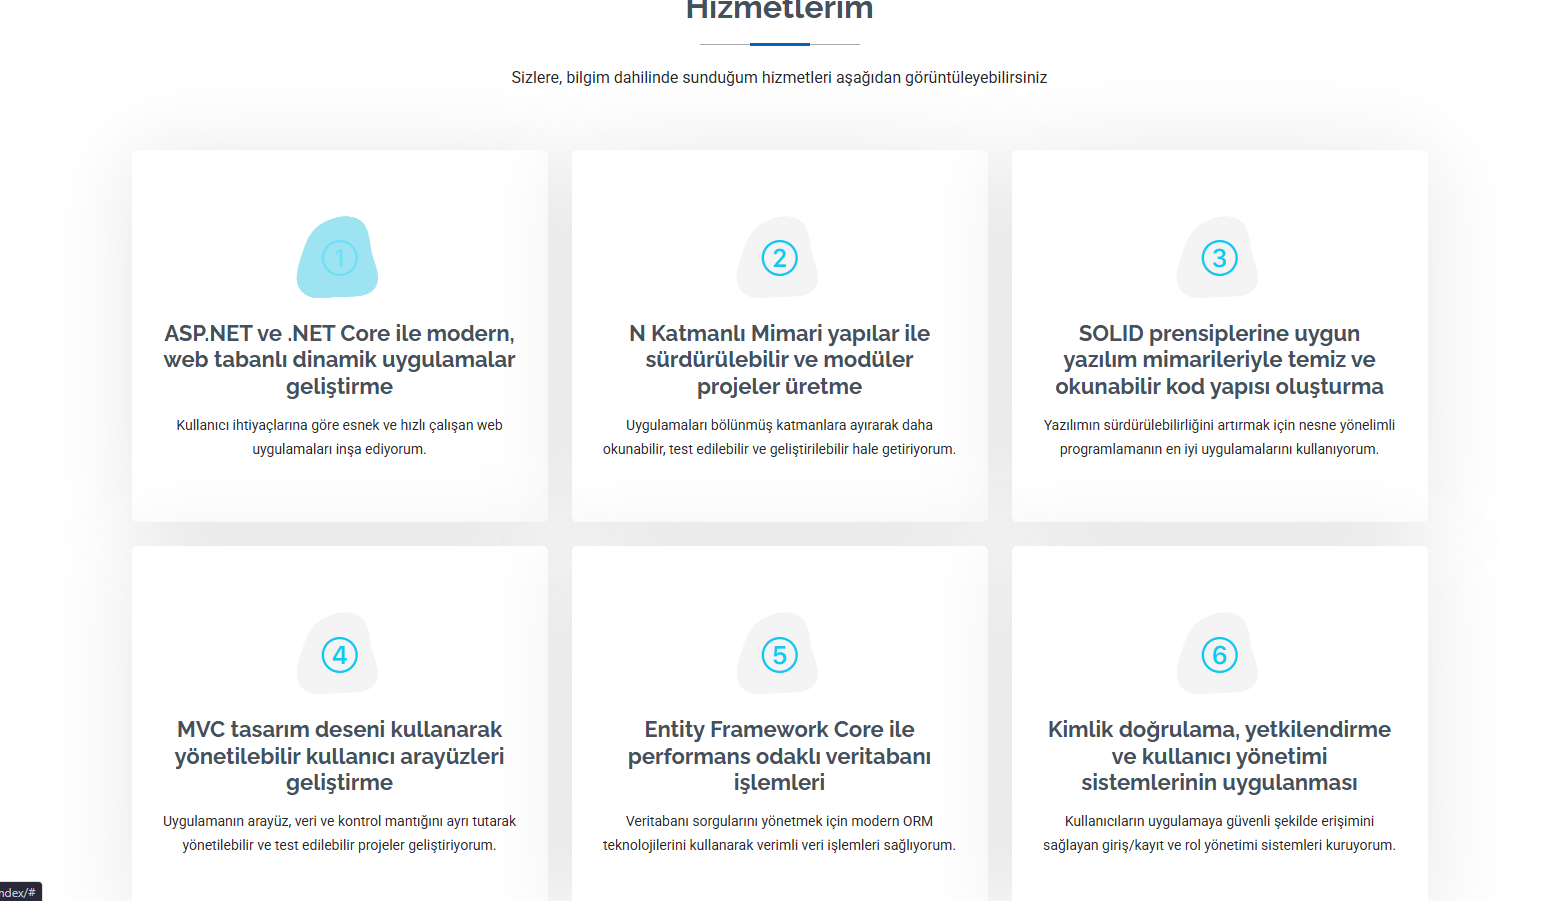 Hizmetlerim
Sizlere, bilgim dahilinde sunduğum hizmetleri aşağıdan görüntüleyebilirsiniz
1
ASP.NET ve .NET Core ile modern,
web tabanlı dinamik uygulamalar
geliştirme
Kullanıcı ihtiyaçlarına göre esnek ve hızlı çalışan web
uygulamaları inşa ediyorum.
2
N Katmanlı Mimari yapılar ile
sürdürülebilir ve modüler
projeler üretme
Uygulamaları bölünmüş katmanlara ayırarak daha
okunabilir, test edilebilir ve geliştirilebilir hale getiriyorum.
3
SOLID prensiplerine uygun
yazılım mimarileriyle temiz ve
okunabilir kod yapısı oluşturma
Yazılımın sürdürülebilirliğini artırmak için nesne yönelimli
programlamanın en iyi uygulamalarını kullanıyorum.
4
MVC tasarım deseni kullanarak
yönetilebilir kullanıcı arayüzleri
geliştirme
Uygulamanın arayüz, veri ve kontrol mantığını ayrı tutarak
yönetilebilir ve test edilebilir projeler geliştiriyorum.
5
Entity Framework Core ile
performans odaklı veritabanı
işlemleri
Veritabanı sorgularını yönetmek için modern ORM
teknolojilerini kullanarak verimli veri işlemleri sağlıyorum.
6
Kimlik doğrulama, yetkilendirme
ve kullanıcı yönetimi
sistemlerinin uygulanması
Kullanıcıların uygulamaya güvenli şekilde erişimini
sağlayan giriş/kayıt ve rol yönetimi sistemleri kuruyorum.
ndex/#